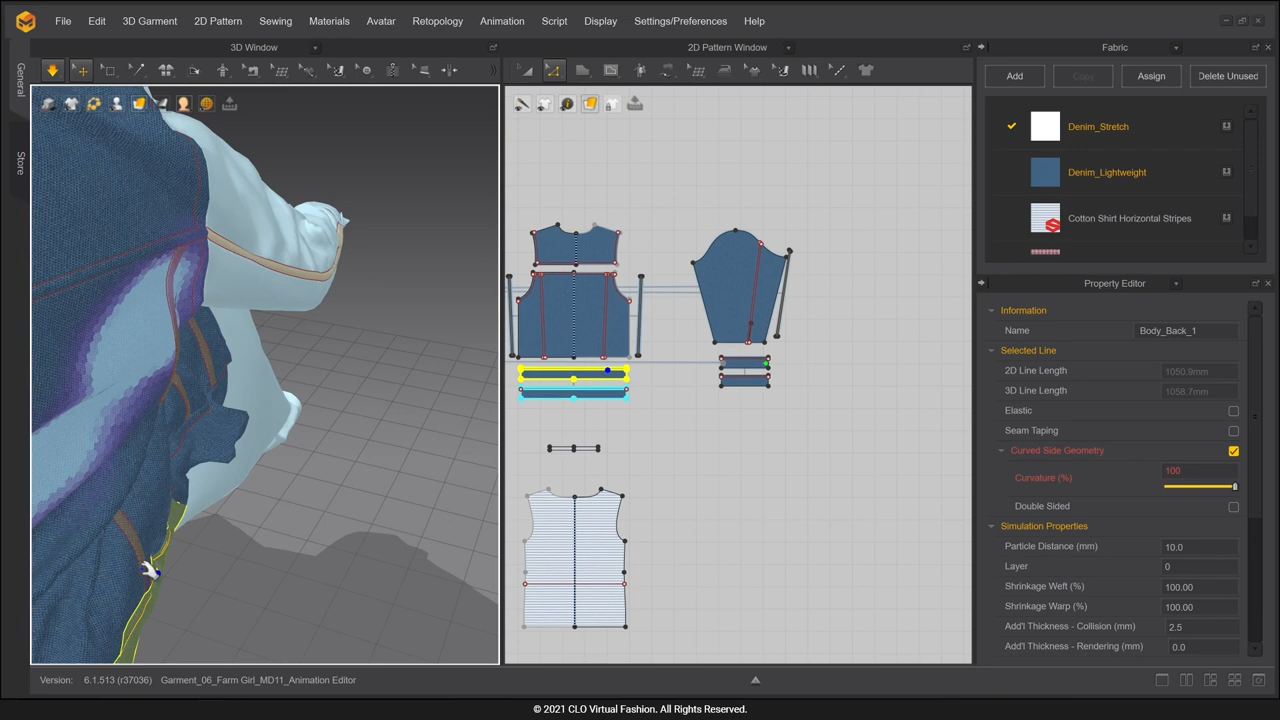 File Edit 3D Garment 2D Pattern Sewing Materials Avatar Retopology Animation Script Display Settings/Preferences Help
3D Window
2D Pattern Window
Fabric
General
Store
Add Copy Assign Delete Unused
Denim_Stretch
Denim_Lightweight
Cotton Shirt Horizontal Stripes
Property Editor
Information
Name Body_Back_1
Selected Line
2D Line Length 1050.9mm
3D Line Length 1058.7mm
Elastic
Seam Taping
Curved Side Geometry
Curvature (%) 100
Double Sided
Simulation Properties
Particle Distance (mm) 10.0
Layer 0
Shrinkage Weft (%) 100.00
Shrinkage Warp (%) 100.00
Add'l Thickness - Collision (mm) 2.5
Add'l Thickness - Rendering (mm) 0.0
Version: 6.1.513 (r37036) Garment_06_Farm Girl_MD11_Animation Editor
© 2021 CLO Virtual Fashion. All Rights Reserved.